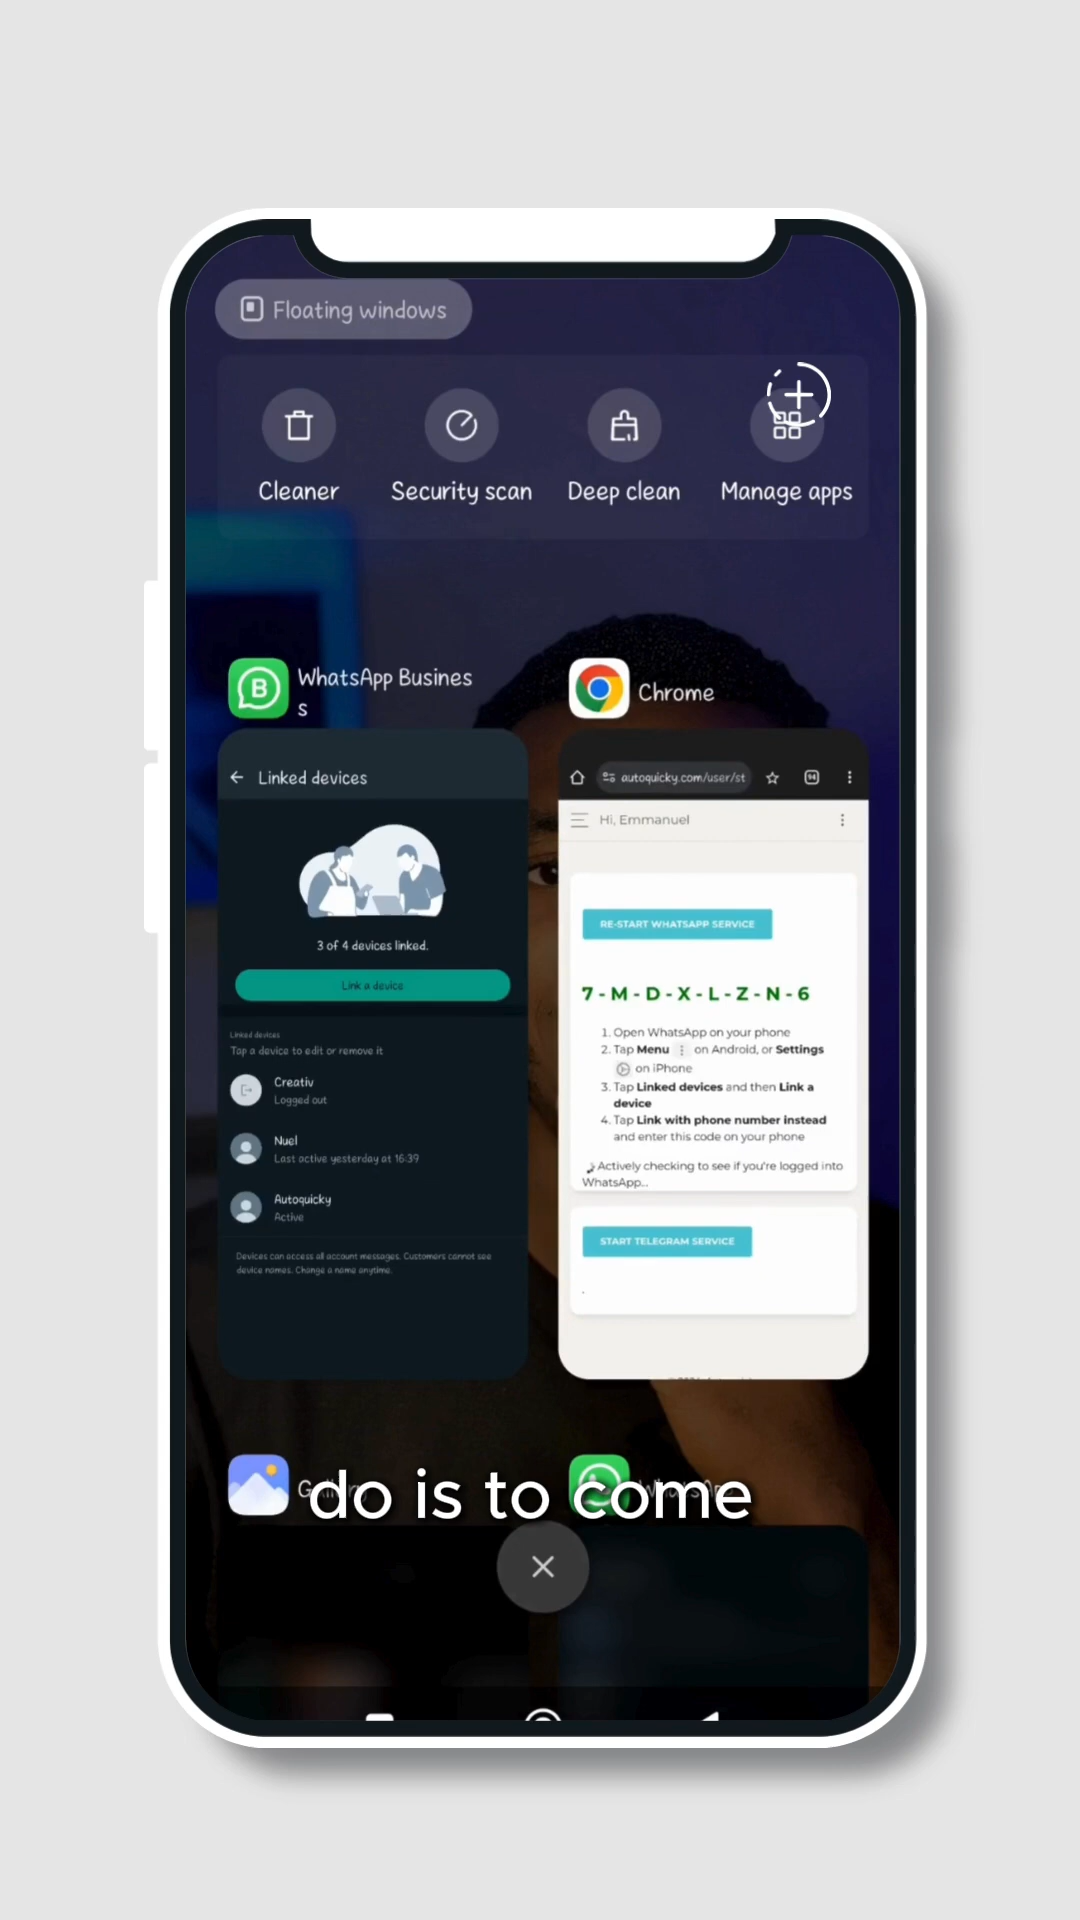 Floating windows
Cleaner
Security scan
Deep clean
Manage apps
WhatsApp Busines
s
Chrome
Linked devices
3 of 4 devices linked.
Link a device
Linked devices
Tap a device to edit or remove it
Creativ
Logged out
Nuel
Last active yesterday at 16:39
Autoquicky
Active
Devices can access all account messages. Customers cannot see
device names. Change a name anytime.
autoquicky.com/user/st
94
Hi, Emmanuel
RE-START WHATSAPP SERVICE
7-M-D-X-L-Z-N-6
1. Open WhatsApp on your phone
2. Tap Menu on Android, or Settings
on iPhone
3. Tap Linked devices and then Link a
device
4. Tap Link with phone number instead
and enter this code on your phone
Actively checking to see if you're logged into
WhatsApp...
START TELEGRAM SERVICE
.
do is to come